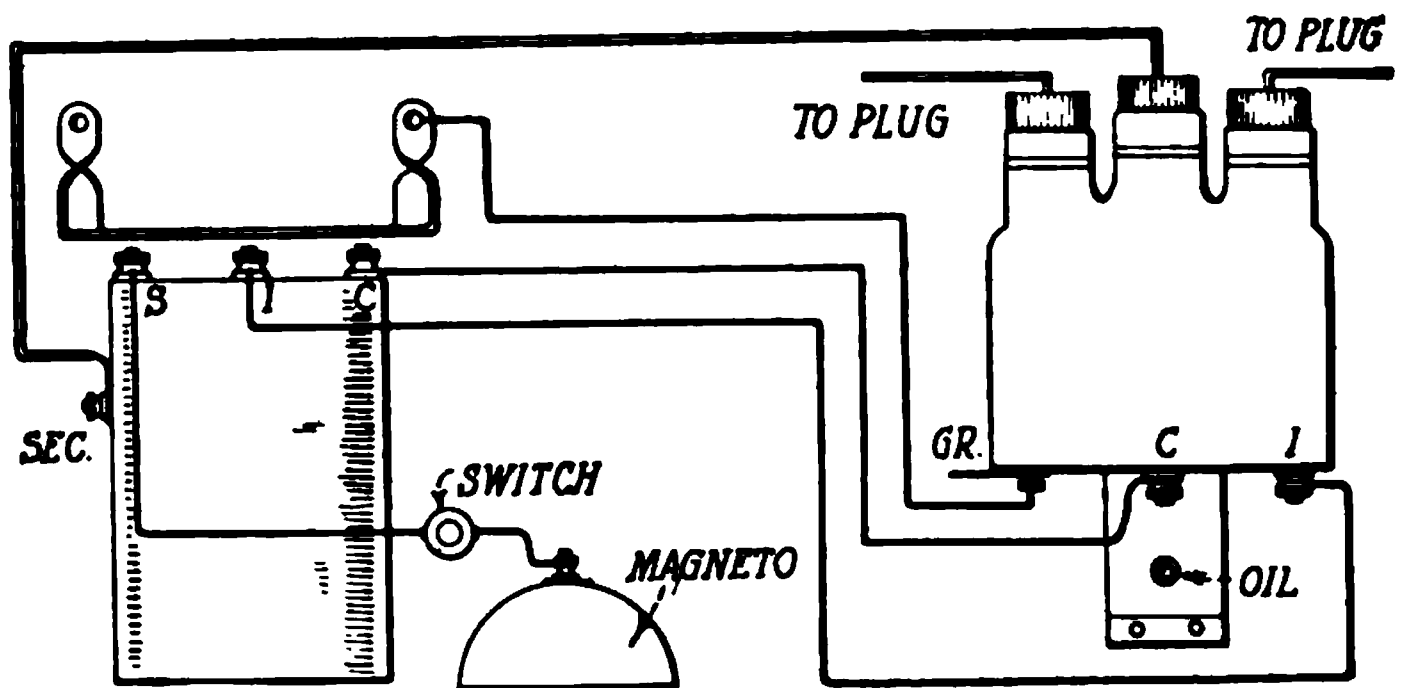 TO PLUG
TO PLUG
S I C
GR. C I
SEC.
SWITCH
MAGNETO
OIL